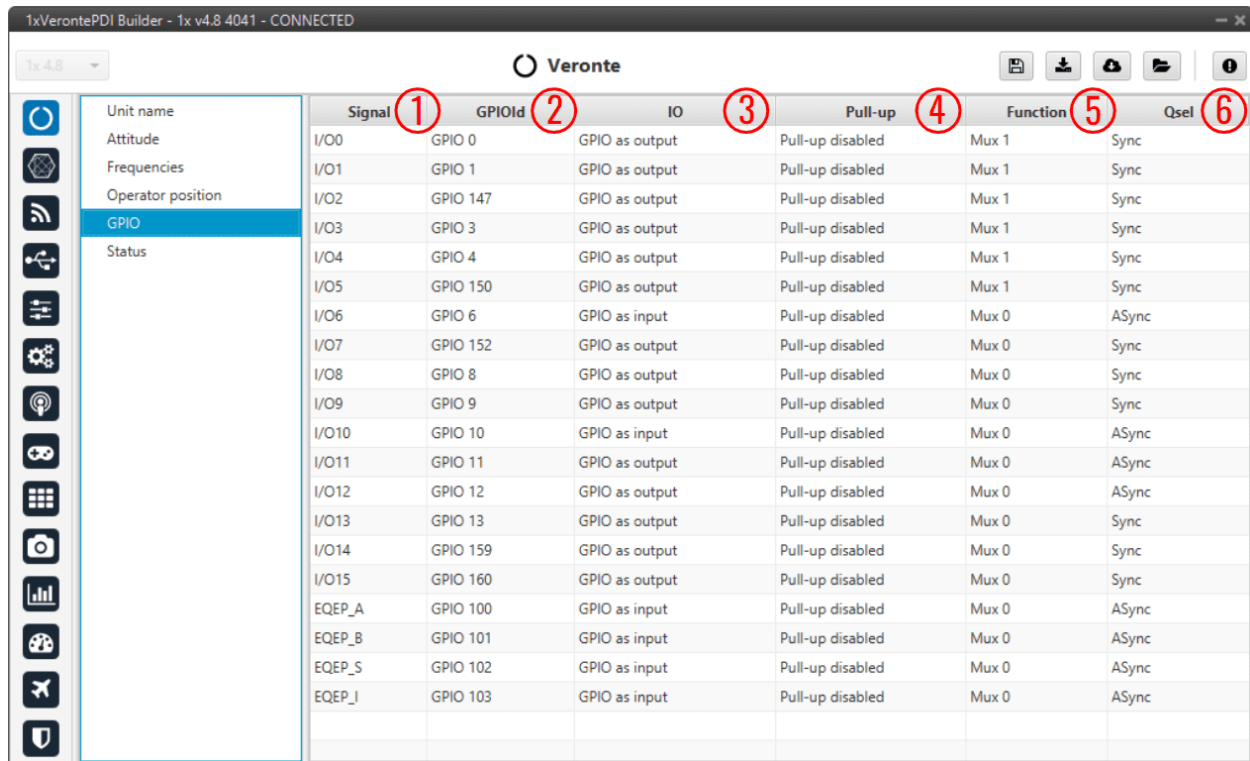 1xVerontePDI Builder - 1x v4.8 4041 - CONNECTED
1x 4.8
Veronte
Unit name
Attitude
Frequencies
Operator position
GPIO
Status
Signal 1 GPIOId 2 IO 3 Pull-up 4 Function 5 Qsel 6
I/O0 GPIO 0 GPIO as output Pull-up disabled Mux 1 Sync
I/O1 GPIO 1 GPIO as output Pull-up disabled Mux 1 Sync
I/O2 GPIO 147 GPIO as output Pull-up disabled Mux 1 Sync
I/O3 GPIO 3 GPIO as output Pull-up disabled Mux 1 Sync
I/O4 GPIO 4 GPIO as output Pull-up disabled Mux 1 Sync
I/O5 GPIO 150 GPIO as output Pull-up disabled Mux 1 Sync
I/O6 GPIO 6 GPIO as input Pull-up disabled Mux 0 ASync
I/O7 GPIO 152 GPIO as output Pull-up disabled Mux 0 Sync
I/O8 GPIO 8 GPIO as output Pull-up disabled Mux 0 Sync
I/O9 GPIO 9 GPIO as output Pull-up disabled Mux 0 Sync
I/O10 GPIO 10 GPIO as input Pull-up disabled Mux 0 ASync
I/O11 GPIO 11 GPIO as output Pull-up disabled Mux 0 ASync
I/O12 GPIO 12 GPIO as output Pull-up disabled Mux 0 ASync
I/O13 GPIO 13 GPIO as output Pull-up disabled Mux 0 Sync
I/O14 GPIO 159 GPIO as output Pull-up disabled Mux 0 Sync
I/O15 GPIO 160 GPIO as output Pull-up disabled Mux 0 Sync
EQEP_A GPIO 100 GPIO as input Pull-up disabled Mux 0 ASync
EQEP_B GPIO 101 GPIO as input Pull-up disabled Mux 0 ASync
EQEP_S GPIO 102 GPIO as input Pull-up disabled Mux 0 ASync
EQEP_I GPIO 103 GPIO as input Pull-up disabled Mux 0 ASync